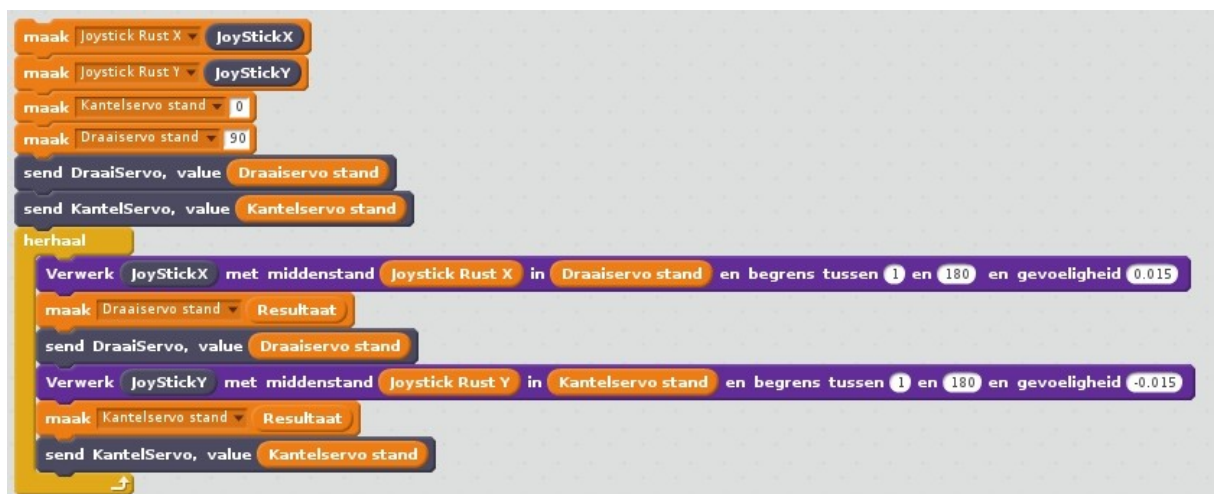 maak Joystick Rust X JoyStickX
maak Joystick Rust Y JoyStickY
maak Kantelservo stand 0
maak Draaiservo stand 90
send DraaiServo, value Draaiservo stand
send KantelServo, value Kantelservo stand
herhaal
Verwerk JoyStickX met middenstand Joystick Rust X in Draaiservo stand en begrens tussen 1 en 180 en gevoeligheid 0.015
maak Draaiservo stand Resultaat
send DraaiServo, value Draaiservo stand
Verwerk JoyStickY met middenstand Joystick Rust Y in Kantelservo stand en begrens tussen 1 en 180 en gevoeligheid -0.015
maak Kantelservo stand Resultaat
send KantelServo, value Kantelservo stand